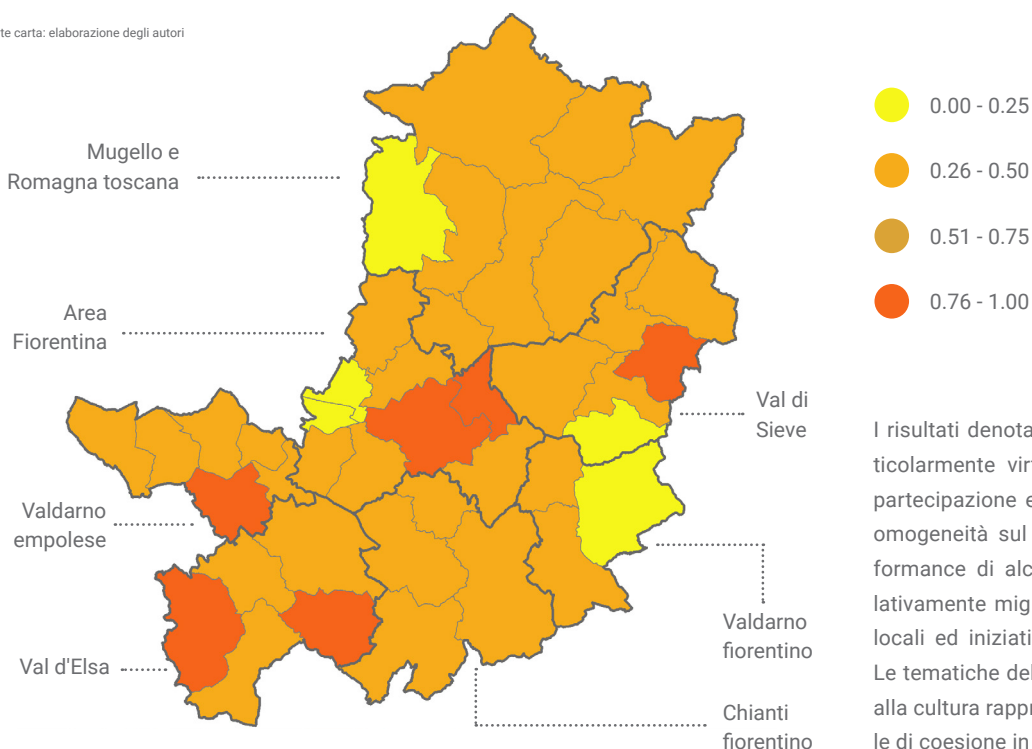 te carta: elaborazione degli autori
Mugello e
Romagna toscana
Area
Fiorentina
Valdarno
empolese
Val d'Elsa
Val di
Sieve
Valdarno
fiorentino
Chianti
fiorentino
0.00 - 0.25
0.26 - 0.50
0.51 - 0.75
0.76 - 1.00
I risultati denota
ticolarmente virt
partecipazione e
omogeneità sul
formance di alc
lativamente mig
locali ed iniziati
Le tematiche del
alla cultura rappr
le di coesione in